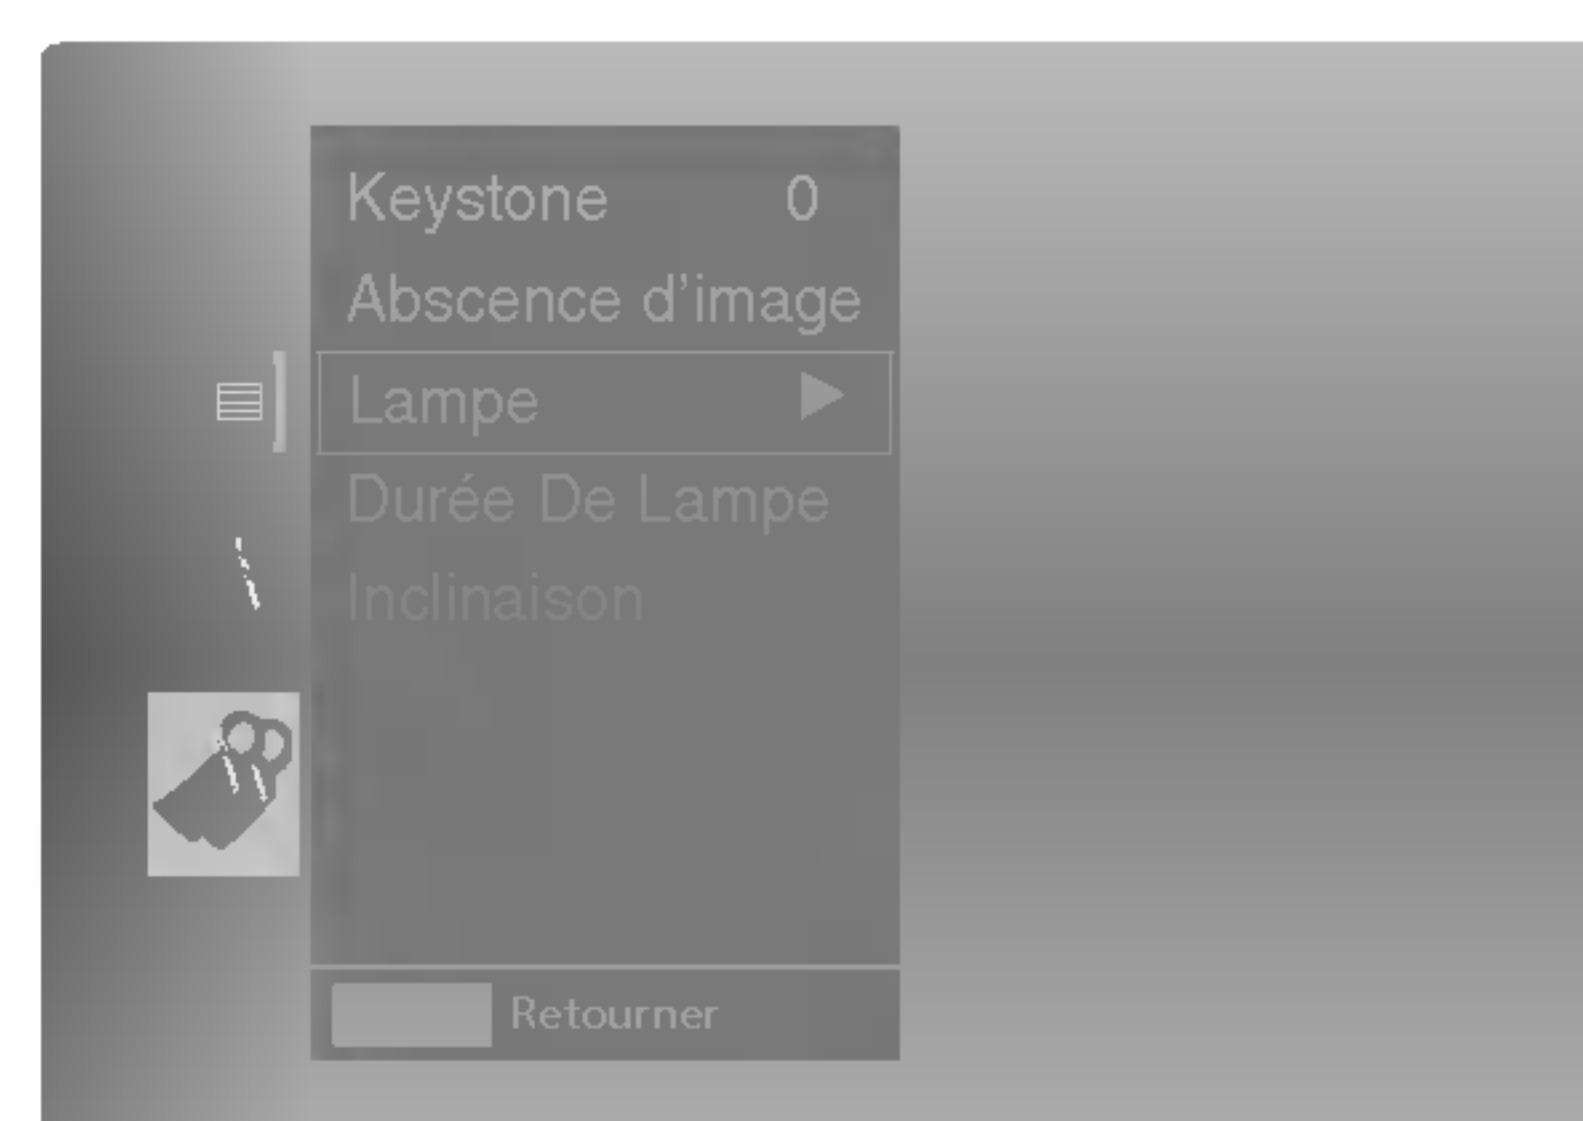 Keystone 0
Abscence d'image
Lampe
Durée De Lampe
Inclinaison
Retourner